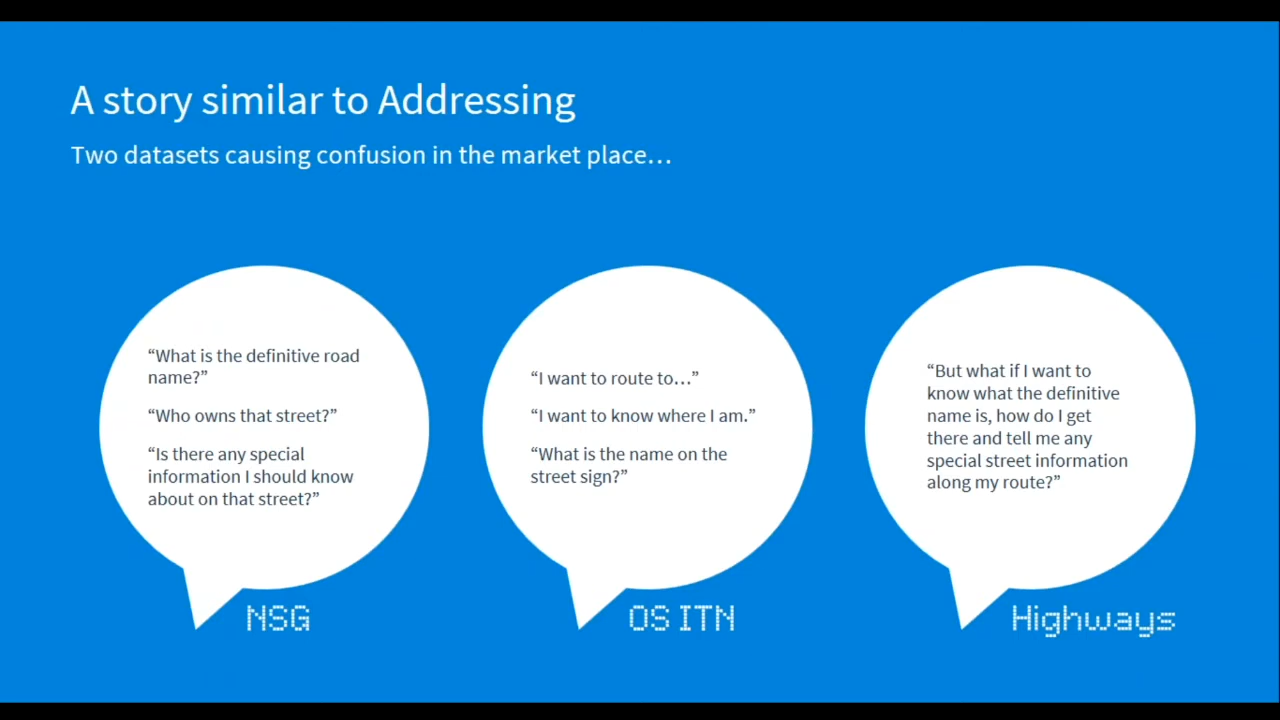 A story similar to Addressing
Two datasets causing confusion in the market place…
“What is the definitive road
name?”
“Who owns that street?”
“Is there any special
information I should know
about on that street?”
NSG
“I want to route to…”
“I want to know where I am.”
“What is the name on the
street sign?”
OS ITN
“But what if I want to
know what the definitive
name is, how do I get
there and tell me any
special street information
along my route?”
Highways